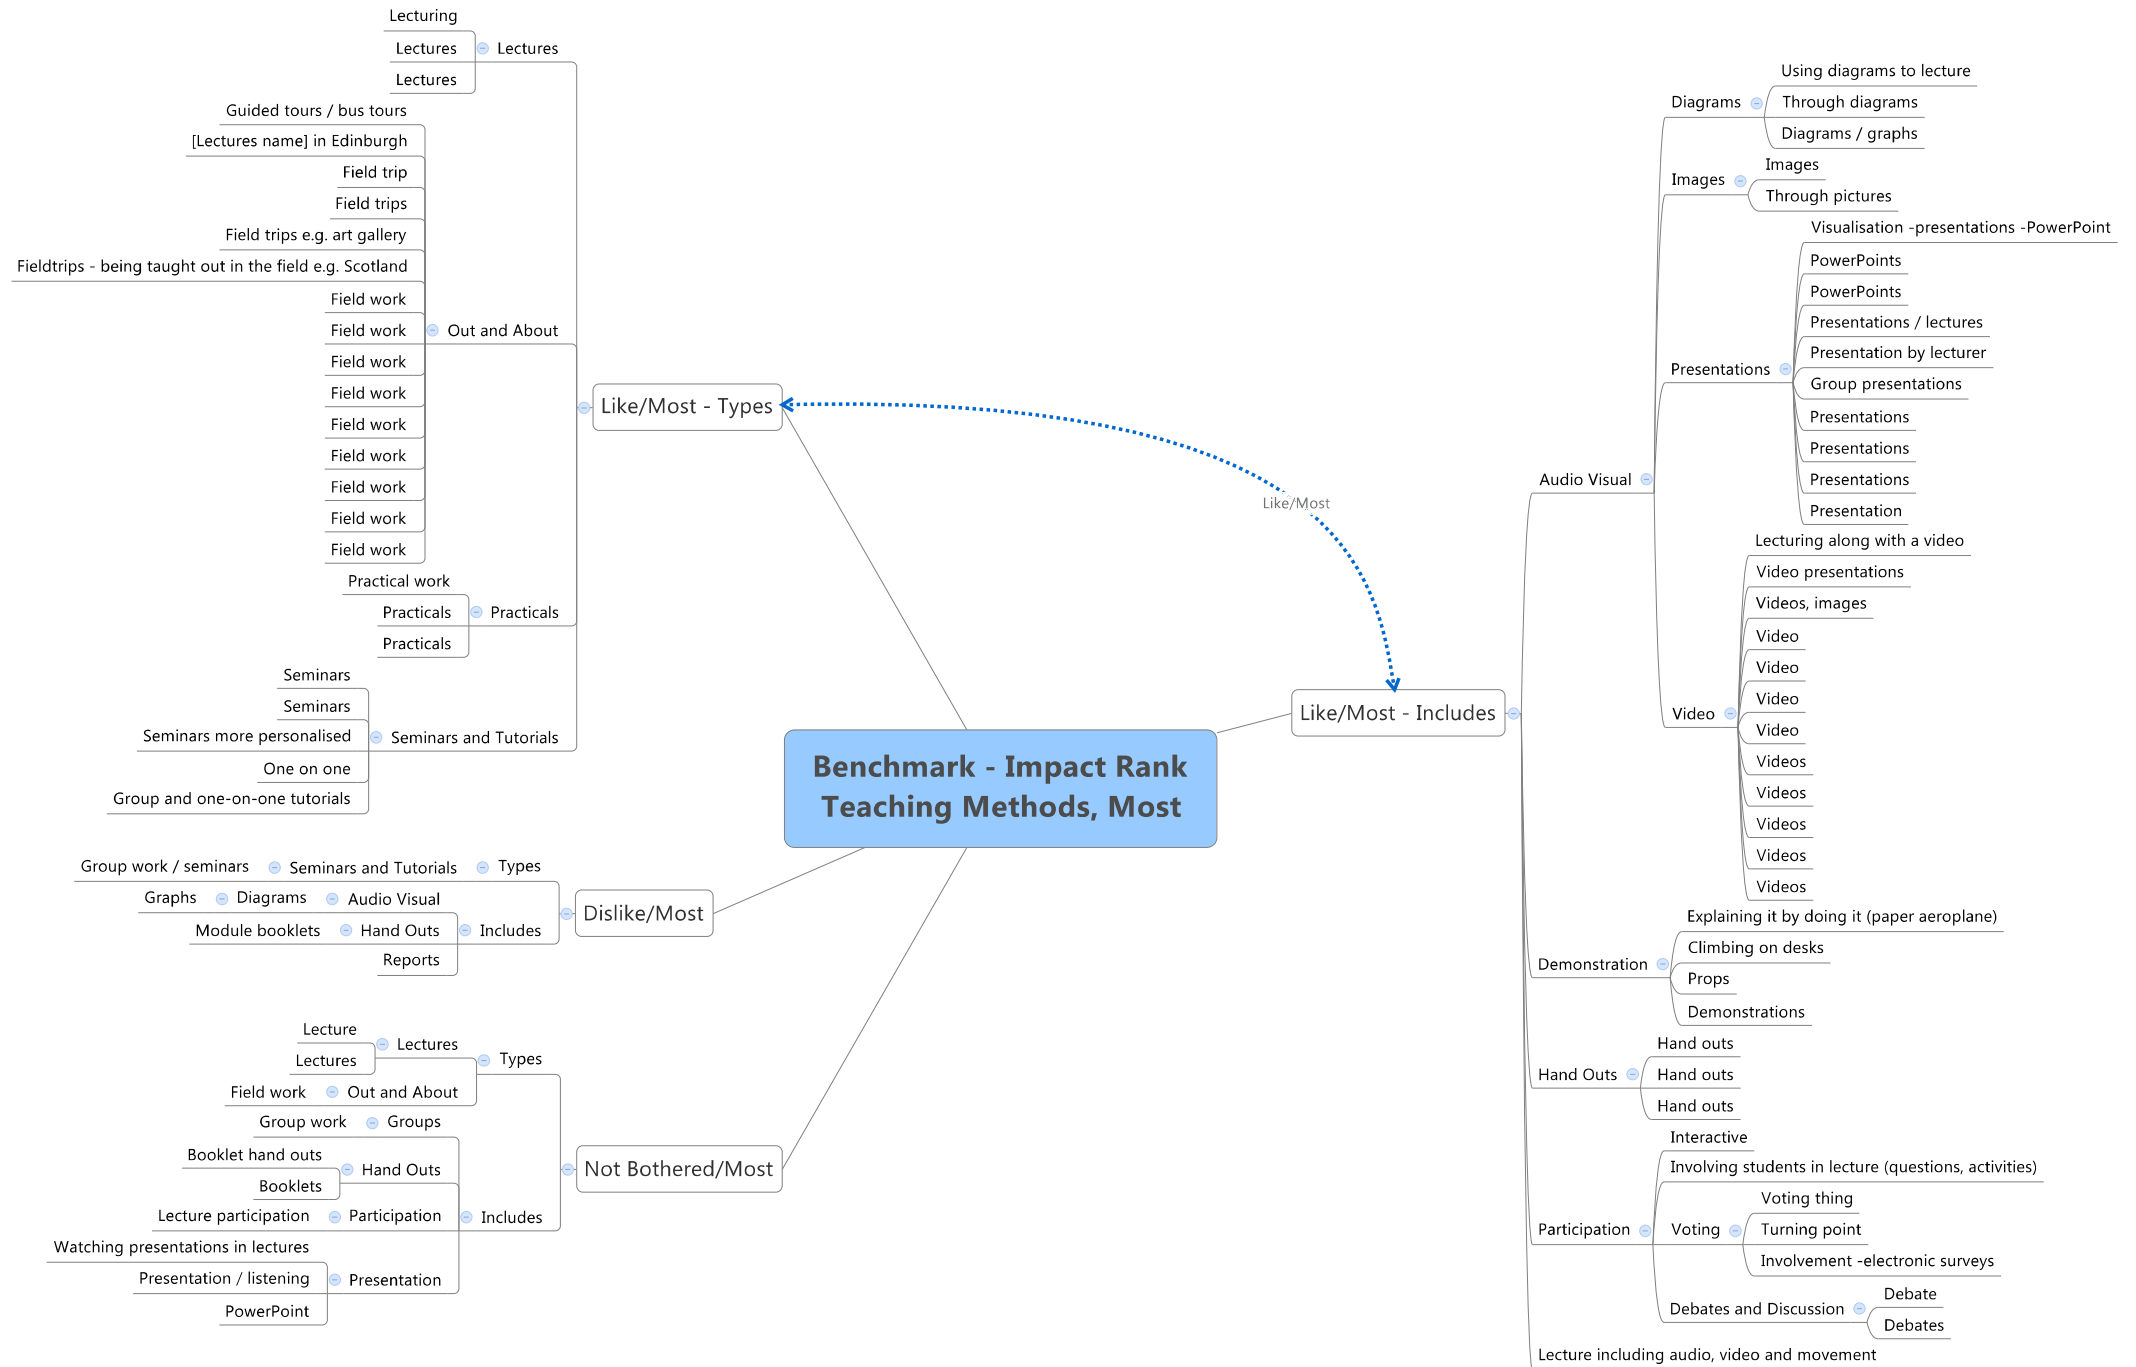 Lecturing
Lectures
Lectures
Lectures
Guided tours / bus tours
[Lectures name] in Edinburgh
Field trip
Field trips
Field trips e.g. art gallery
Fieldtrips - being taught out in the field e.g. Scotland
Field work
Field work
Field work
Field work
Field work
Field work
Field work
Field work
Field work
Out and About
Practical work
Practicals
Practicals
Practicals
Seminars
Seminars
Seminars more personalised
One on one
Group and one-on-one tutorials
Seminars and Tutorials
Like/Most - Types
Like/Most
Group work / seminars
Seminars and Tutorials
Types
Graphs
Diagrams
Audio Visual
Module booklets
Hand Outs
Reports
Includes
Dislike/Most
Lecture
Lectures
Lectures
Field work
Out and About
Types
Group work
Groups
Booklet hand outs
Booklets
Hand Outs
Lecture participation
Participation
Watching presentations in lectures
Presentation / listening
PowerPoint
Presentation
Includes
Not Bothered/Most
Benchmark - Impact Rank
Teaching Methods, Most
Like/Most - Includes
Audio Visual
Diagrams
Using diagrams to lecture
Through diagrams
Diagrams / graphs
Images
Images
Through pictures
Presentations
Visualisation -presentations -PowerPoint
PowerPoints
PowerPoints
Presentations / lectures
Presentation by lecturer
Group presentations
Presentations
Presentations
Presentations
Presentation
Video
Lecturing along with a video
Video presentations
Videos, images
Video
Video
Video
Video
Videos
Videos
Videos
Videos
Videos
Demonstration
Explaining it by doing it (paper aeroplane)
Climbing on desks
Props
Demonstrations
Hand Outs
Hand outs
Hand outs
Hand outs
Participation
Interactive
Involving students in lecture (questions, activities)
Voting
Voting thing
Turning point
Involvement -electronic surveys
Debates and Discussion
Debate
Debates
Lecture including audio, video and movement